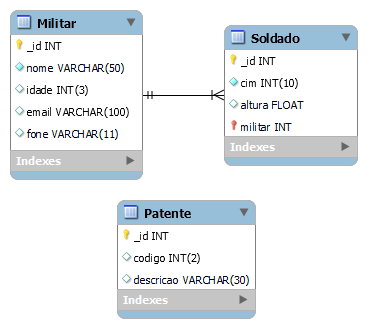 Militar
_id INT
nome VARCHAR(50)
idade INT(3)
email VARCHAR(100)
fone VARCHAR(11)
Indexes
Soldado
_id INT
cim INT(10)
altura FLOAT
militar INT
Indexes
Patente
_id INT
codigo INT(2)
descricao VARCHAR(30)
Indexes